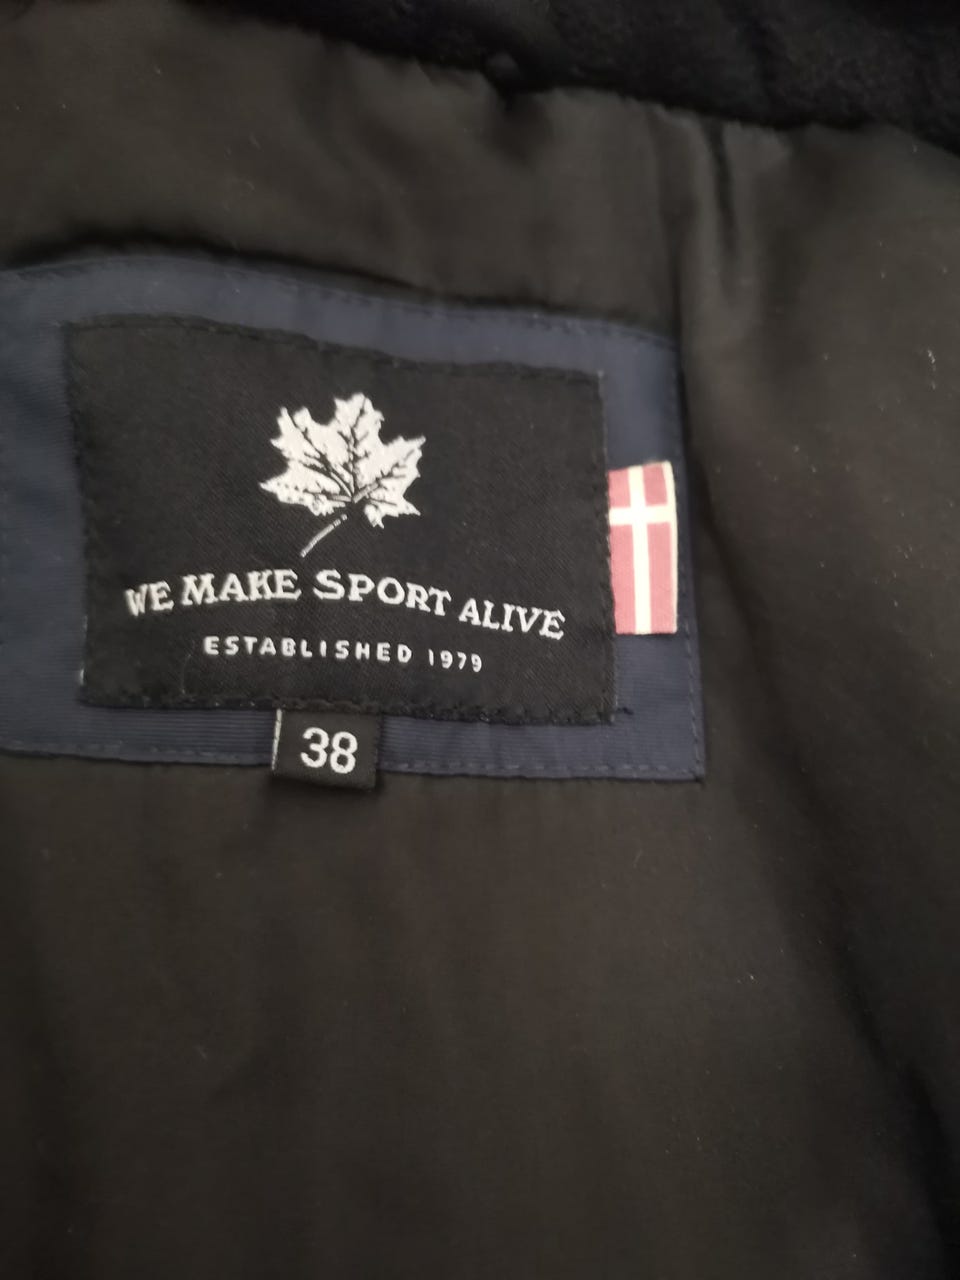 WE MAKE SPORT ALIVE
ESTABLISHED 1979
38